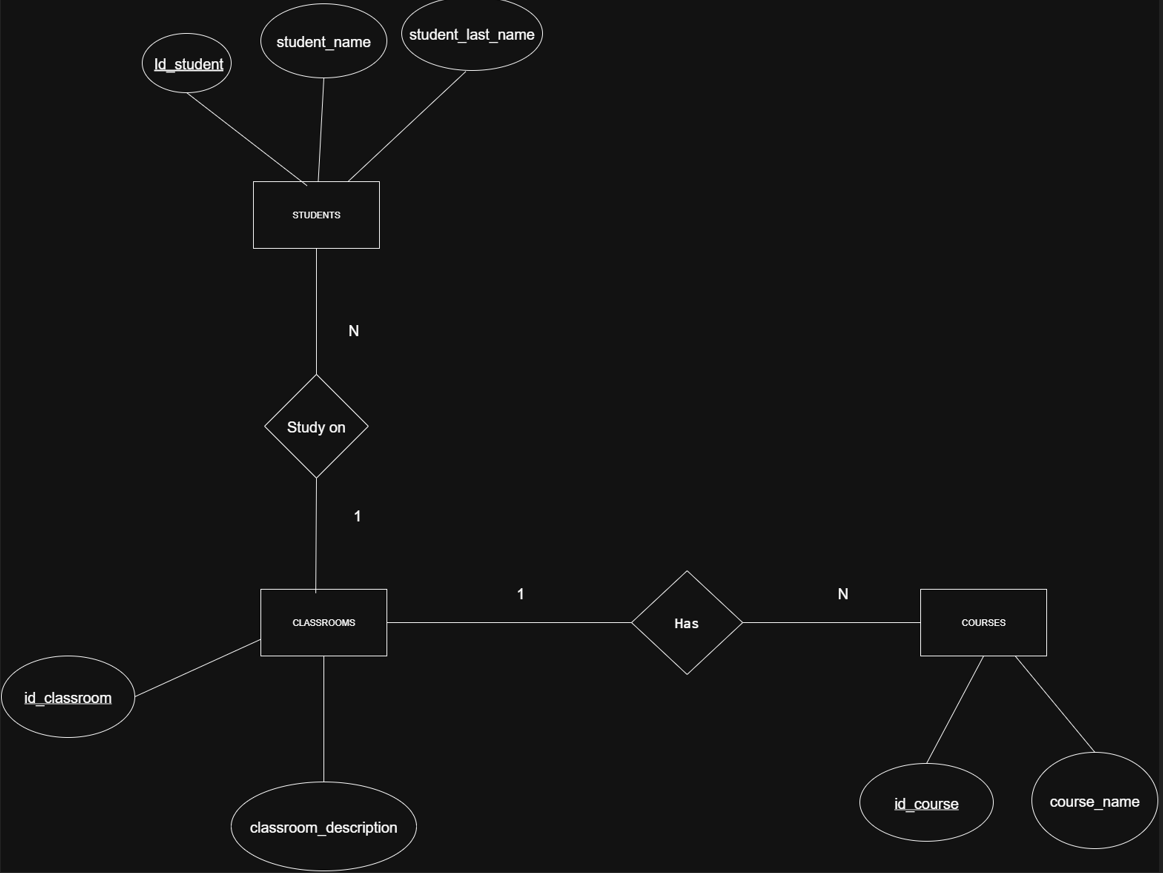 Id_student
student_name
student_last_name
STUDENTS
N
Study on
1
CLASSROOMS
1
Has
N
COURSES
id_classroom
classroom_description
id_course
course_name